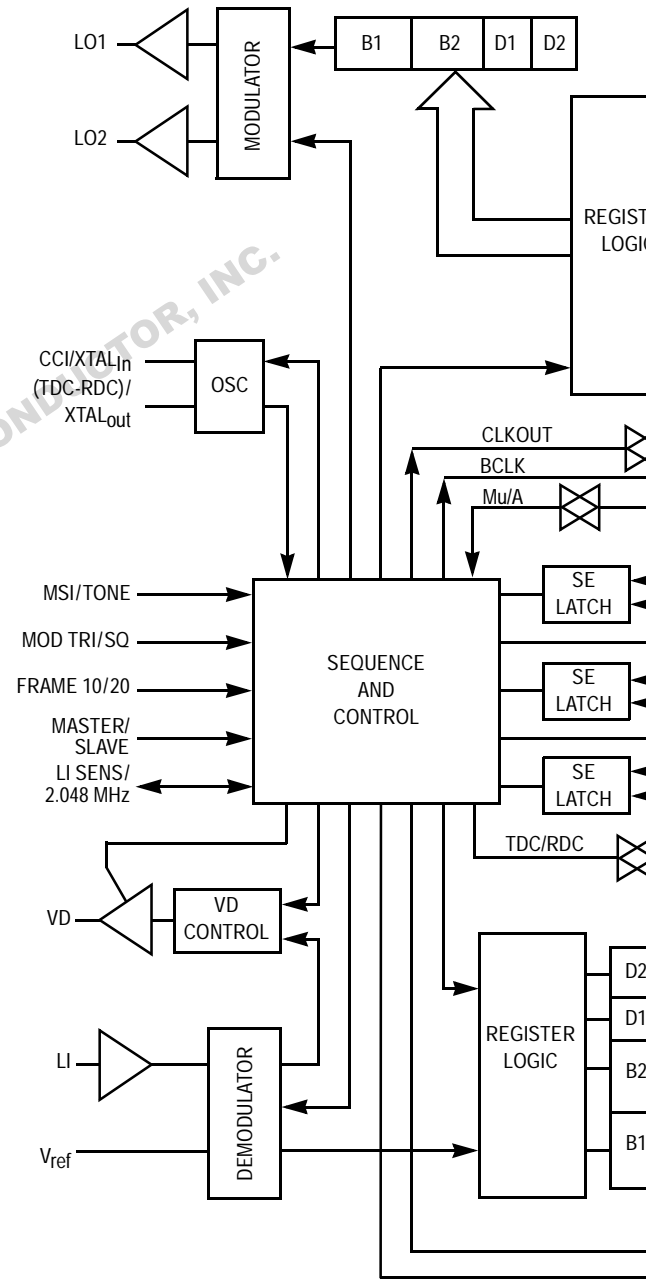 LO1
B1 B2 D1 D2
MODULATOR
LO2
LOGIC
CONDUCTOR, INC.
CCI/XTALIn
(TDC-RDC)/
XTALout
OSC
CLKOUT
BCLK
Mu/A
MSI/TONE
MOD TRI/SQ
FRAME 10/20
MASTER/
SLAVE
LI SENS/
2.048 MHz
SEQUENCE
AND
CONTROL
SE
LATCH
SE
LATCH
SE
LATCH
TDC/RDC
VD
VD
CONTROL
LI
Vref
DEMODULATOR
REGISTER
LOGIC
D2
D1
B2
B1